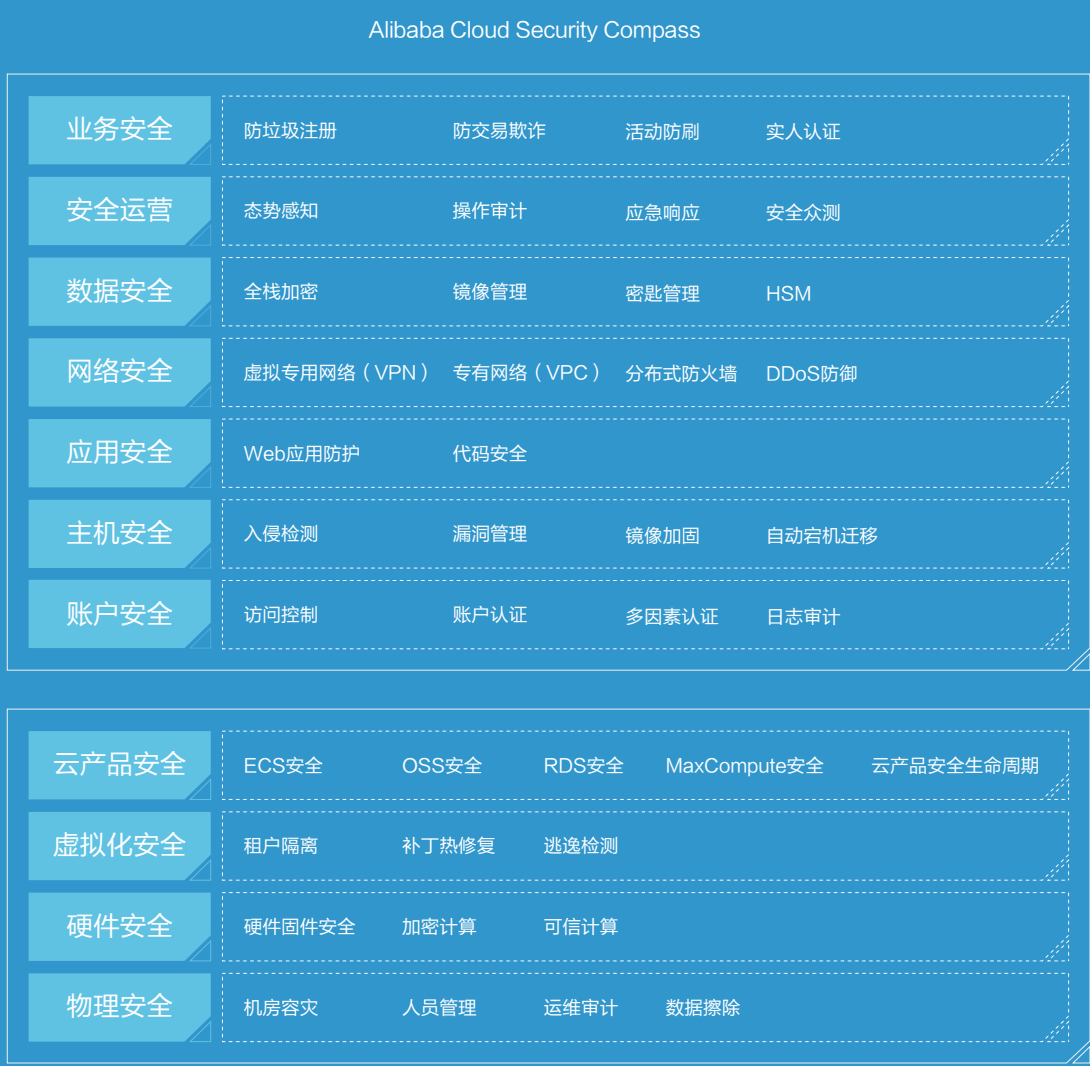 Alibaba Cloud Security Compass
业务安全 防垃圾注册 防交易欺诈 活动防刷 实人认证
安全运营 态势感知 操作审计 应急响应 安全众测
数据安全 全栈加密 镜像管理 密匙管理 HSM
网络安全 虚拟专用网络（VPN） 专有网络（VPC） 分布式防火墙 DDoS防御
应用安全 Web应用防护 代码安全
主机安全 入侵检测 漏洞管理 镜像加固 自动宕机迁移
账户安全 访问控制 账户认证 多因素认证 日志审计
云产品安全 ECS安全 OSS安全 RDS安全 MaxCompute安全 云产品安全生命周期
虚拟化安全 租户隔离 补丁热修复 逃逸检测
硬件安全 硬件固件安全 加密计算 可信计算
物理安全 机房容灾 人员管理 运维审计 数据擦除